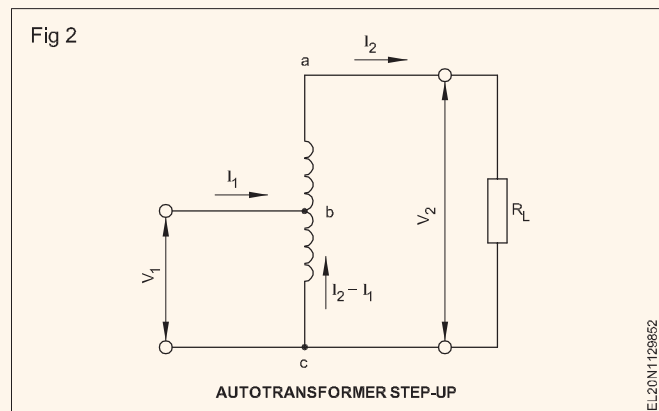 Fig 2
I2
a
I1
b
V1
V2
RL
I2 – I1
c
AUTOTRANSFORMER STEP-UP
EL20N1129852